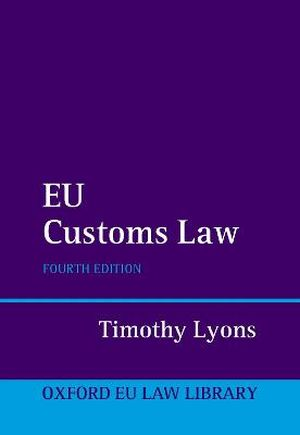 EU
Customs Law
FOURTH EDITION
Timothy Lyons
OXFORD EU LAW LIBRARY